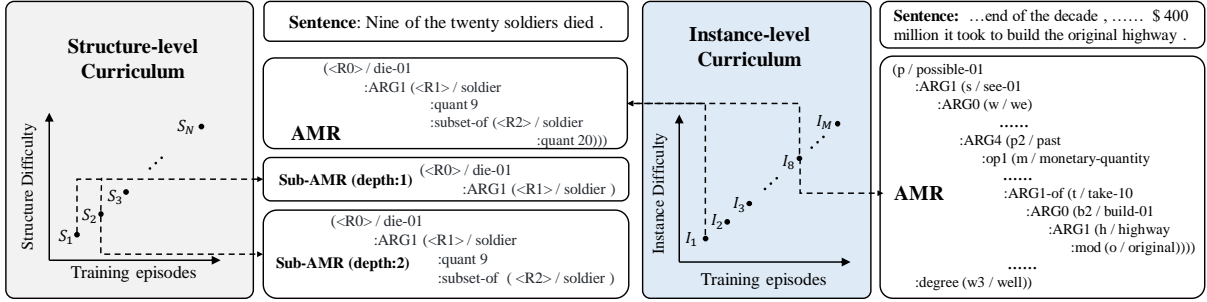 Structure-level
Curriculum
Structure Difficulty
S_N
S_3
S_2
S_1
Training episodes
Sentence: Nine of the twenty soldiers died .
(<R0> / die-01
:ARG1 (<R1> / soldier
:quant 9
:subset-of (<R2> / soldier
:quant 20)))
AMR
(<R0> / die-01
Sub-AMR (depth:1)
:ARG1 (<R1> / soldier )
(<R0> / die-01
:ARG1 (<R1> / soldier
Sub-AMR (depth:2)
:quant 9
:subset-of ( <R2> / soldier )
Instance-level
Curriculum
Instance Difficulty
I_M
I_8
I_3
I_2
I_1
Training episodes
Sentence: …end of the decade , …… $ 400
million it took to build the original highway .
(p / possible-01
:ARG1 (s / see-01
:ARG0 (w / we)
……
:ARG4 (p2 / past
:op1 (m / monetary-quantity
……
AMR
:ARG1-of (t / take-10
:ARG0 (b2 / build-01
:ARG1 (h / highway
:mod (o / original))))
……
:degree (w3 / well))